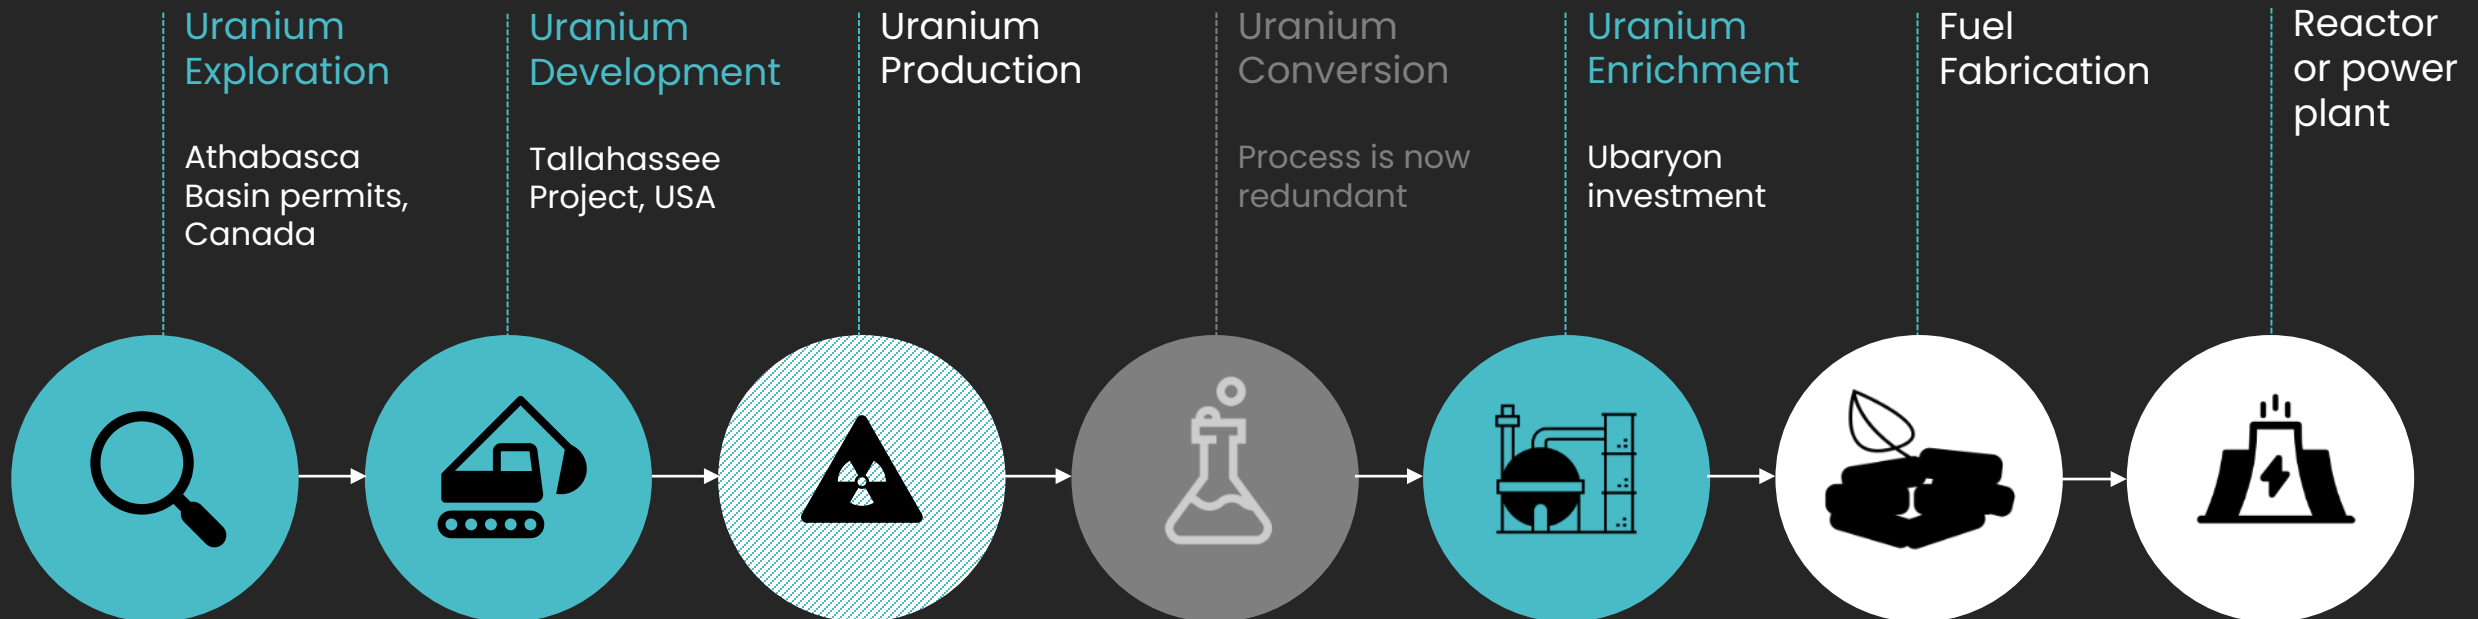 Uranium
Exploration
Athabasca
Basin permits,
Canada
Uranium
Development
Tallahassee
Project, USA
Uranium
Production
Uranium
Conversion
Process is now
redundant
Uranium
Enrichment
Ubaryon
investment
Fuel
Fabrication
Reactor
or power
plant